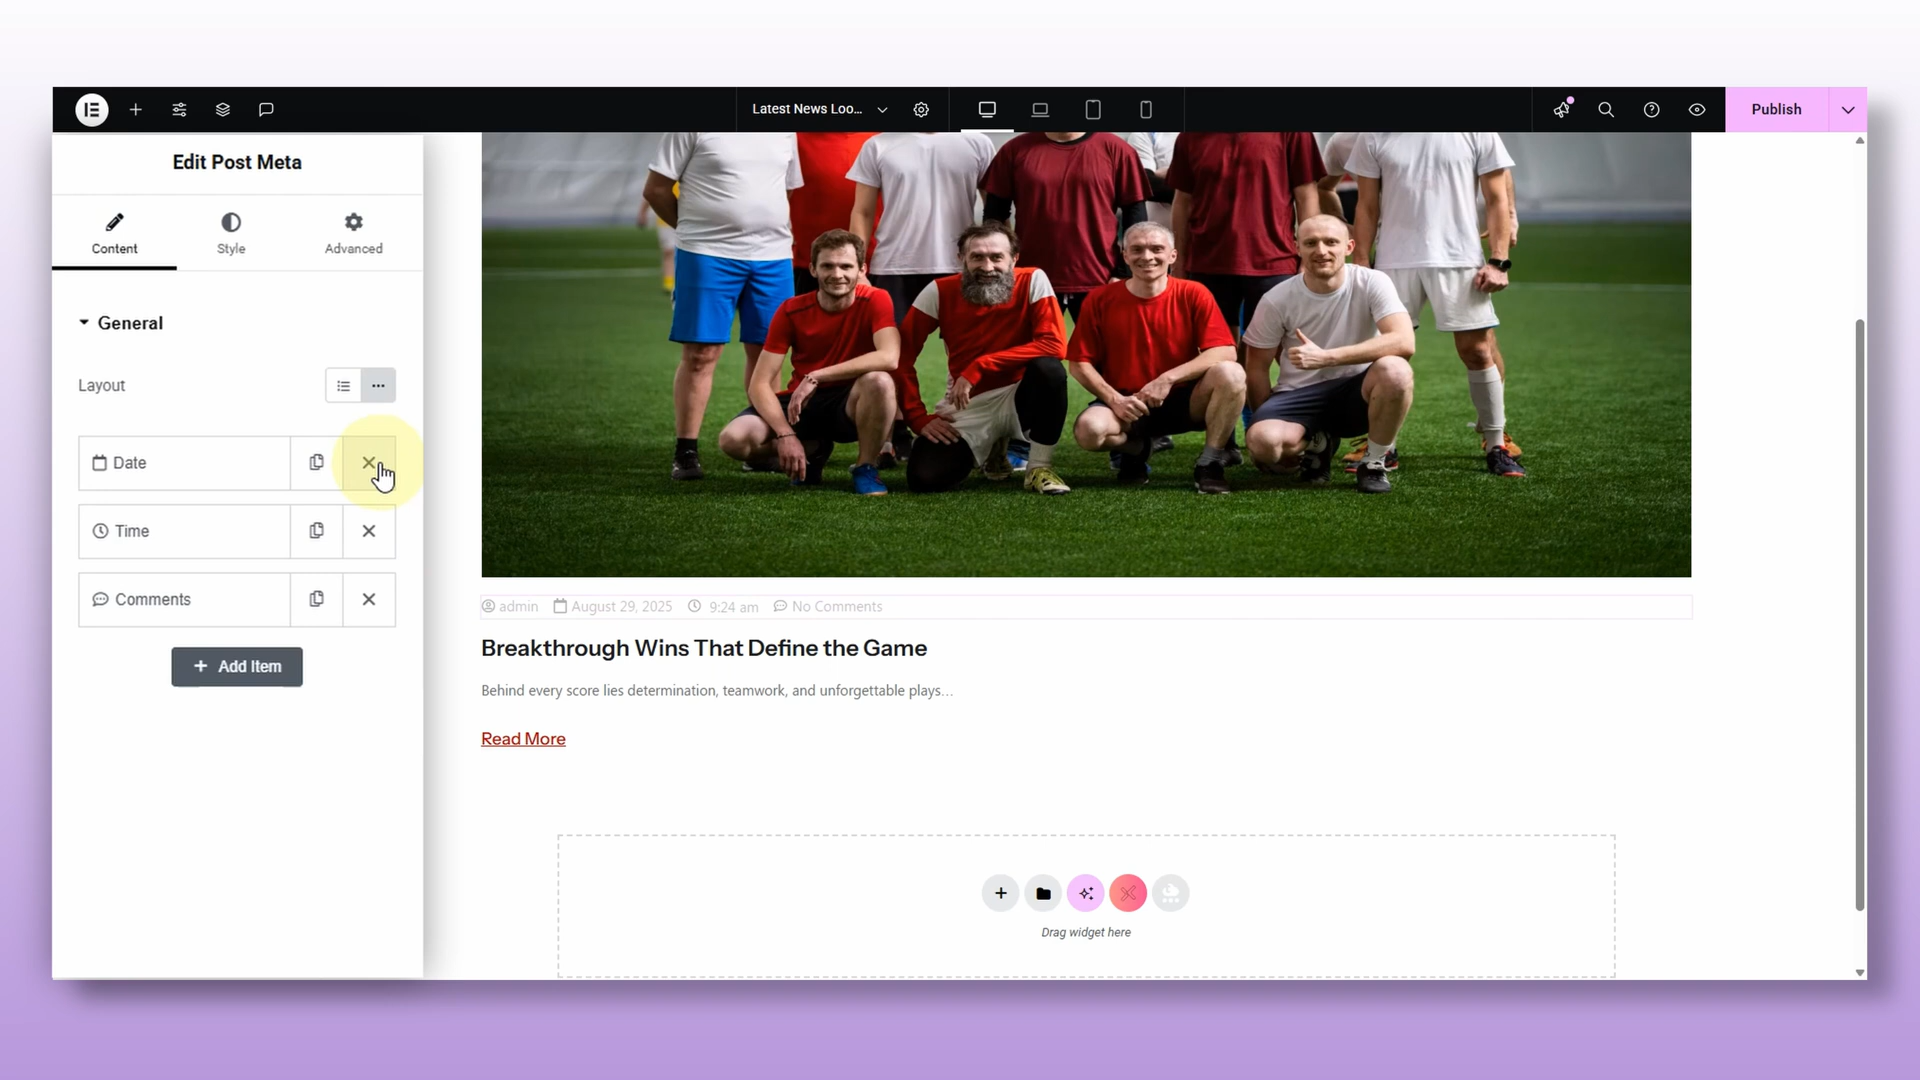 Latest News Loo...
Publish
Edit Post Meta
Content
Style
Advanced
General
Layout
Date
Time
Comments
+ Add Item
admin August 29, 2025 9:24 am No Comments
Breakthrough Wins That Define the Game
Behind every score lies determination, teamwork, and unforgettable plays...
Read More
Drag widget here